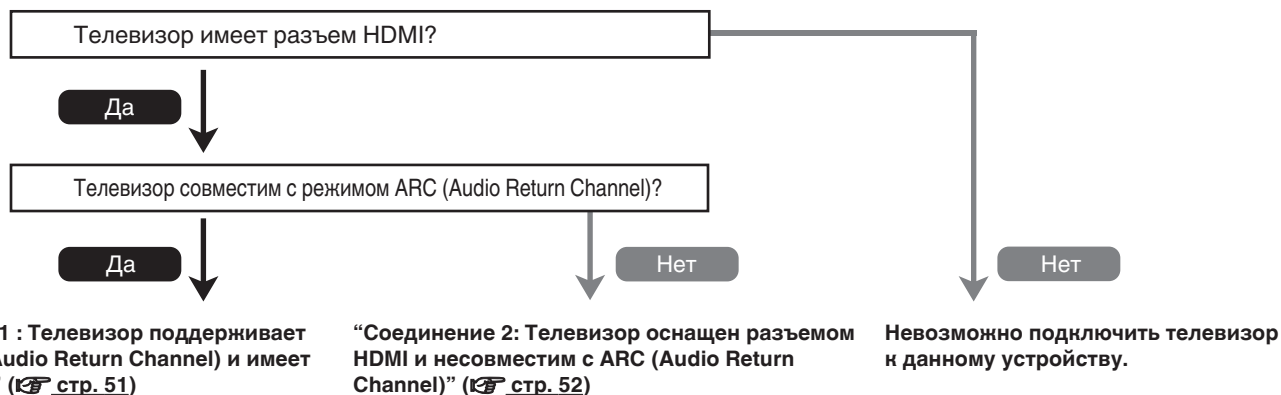 Телевизор имеет разъем HDMI?
Да
Телевизор совместим с режимом ARC (Audio Return Channel)?
Да
Нет
Нет
1 : Телевизор поддерживает
Audio Return Channel) и имеет
” (☞ стр. 51)
“Соединение 2: Телевизор оснащен разъемом
HDMI и несовместим с ARC (Audio Return
Channel)” (☞ стр. 52)
Невозможно подключить телевизор
к данному устройству.